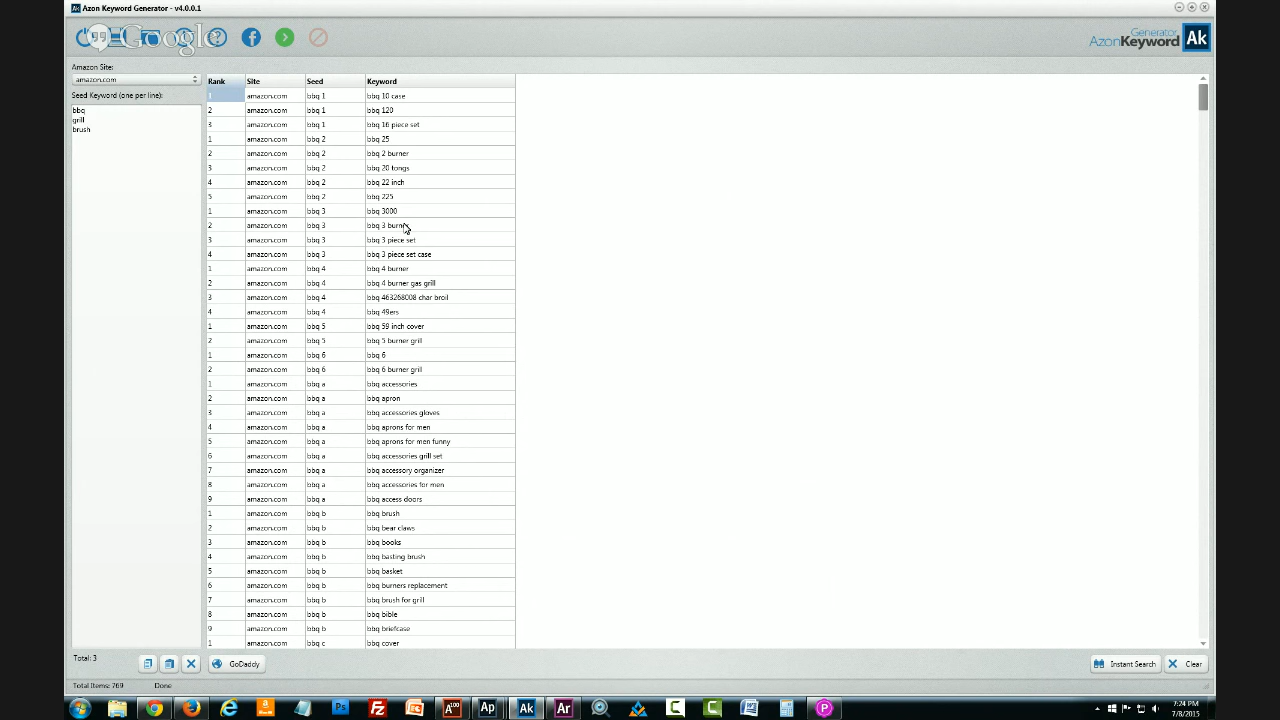 Azon Keyword Generator - v4.0.0.1
Google
Generator
AzonKeyword Ak
Amazon Site:
amazon.com
Seed Keyword (one per line):
bbq
grill
brush
Rank Site Seed Keyword
1 amazon.com bbq 1 bbq 10 case
2 amazon.com bbq 1 bbq 120
3 amazon.com bbq 1 bbq 16 piece set
1 amazon.com bbq 2 bbq 25
2 amazon.com bbq 2 bbq 2 burner
3 amazon.com bbq 2 bbq 20 tongs
4 amazon.com bbq 2 bbq 22 inch
5 amazon.com bbq 2 bbq 225
1 amazon.com bbq 3 bbq 3000
2 amazon.com bbq 3 bbq 3 burner
3 amazon.com bbq 3 bbq 3 piece set
4 amazon.com bbq 3 bbq 3 piece set case
1 amazon.com bbq 4 bbq 4 burner
2 amazon.com bbq 4 bbq 4 burner gas grill
3 amazon.com bbq 4 bbq 463268008 char broil
4 amazon.com bbq 4 bbq 49ers
1 amazon.com bbq 5 bbq 59 inch cover
2 amazon.com bbq 5 bbq 5 burner grill
1 amazon.com bbq 6 bbq 6
2 amazon.com bbq 6 bbq 6 burner grill
1 amazon.com bbq a bbq accessories
2 amazon.com bbq a bbq apron
3 amazon.com bbq a bbq accessories gloves
4 amazon.com bbq a bbq aprons for men
5 amazon.com bbq a bbq aprons for men funny
6 amazon.com bbq a bbq accessories grill set
7 amazon.com bbq a bbq accessory organizer
8 amazon.com bbq a bbq accessories for men
9 amazon.com bbq a bbq access doors
1 amazon.com bbq b bbq brush
2 amazon.com bbq b bbq bear claws
3 amazon.com bbq b bbq books
4 amazon.com bbq b bbq basting brush
5 amazon.com bbq b bbq basket
6 amazon.com bbq b bbq burners replacement
7 amazon.com bbq b bbq brush for grill
8 amazon.com bbq b bbq bible
9 amazon.com bbq b bbq briefcase
1 amazon.com bbq c bbq cover
Total: 3
GoDaddy
Instant Search
Clear
Total Items: 769 Done
Ps
Ap
Ak
Ar
P
7:24 PM
7/8/2015